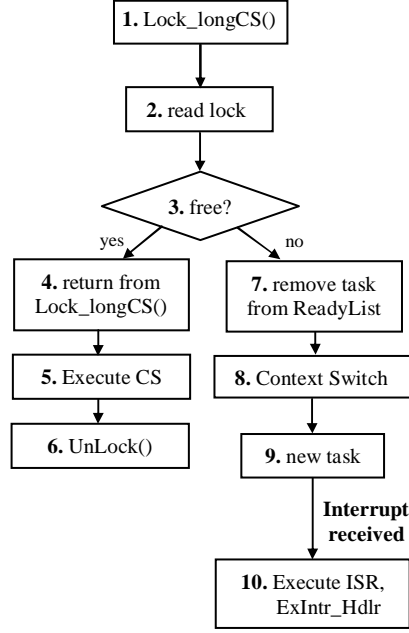 1. Lock_longCS()
2. read lock
3. free?
yes
no
4. return from
Lock_longCS()
7. remove task
from ReadyList
5. Execute CS
8. Context Switch
6. UnLock()
9. new task
Interrupt
received
10. Execute ISR,
ExIntr_Hdlr